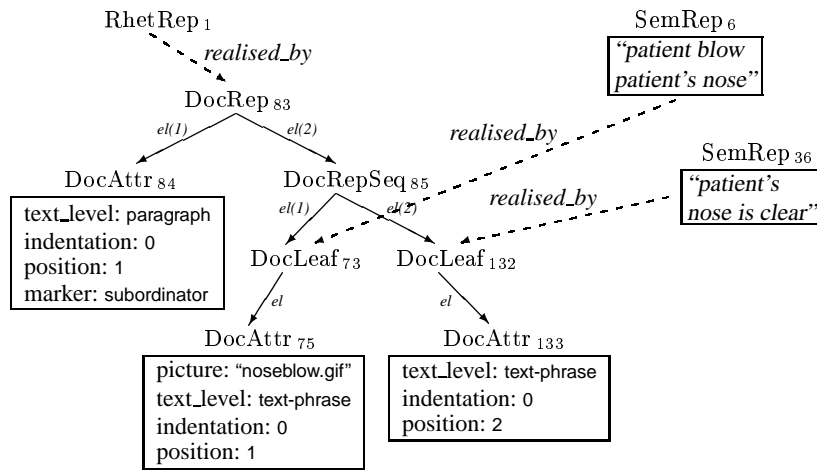 RhetRep 1
SemRep 6
"patient blow
patient's nose"
realised_by
DocRep 83
el(1)
el(2)
realised_by
SemRep 36
"patient's
nose is clear"
DocAttr 84
text_level: paragraph
indentation: 0
position: 1
marker: subordinator
DocRepSeq 85
realised_by
el(1)
el(2)
DocLeaf 73
DocLeaf 132
el
el
DocAttr 75
picture: "noseblow.gif"
text_level: text-phrase
indentation: 0
position: 1
DocAttr 133
text_level: text-phrase
indentation: 0
position: 2